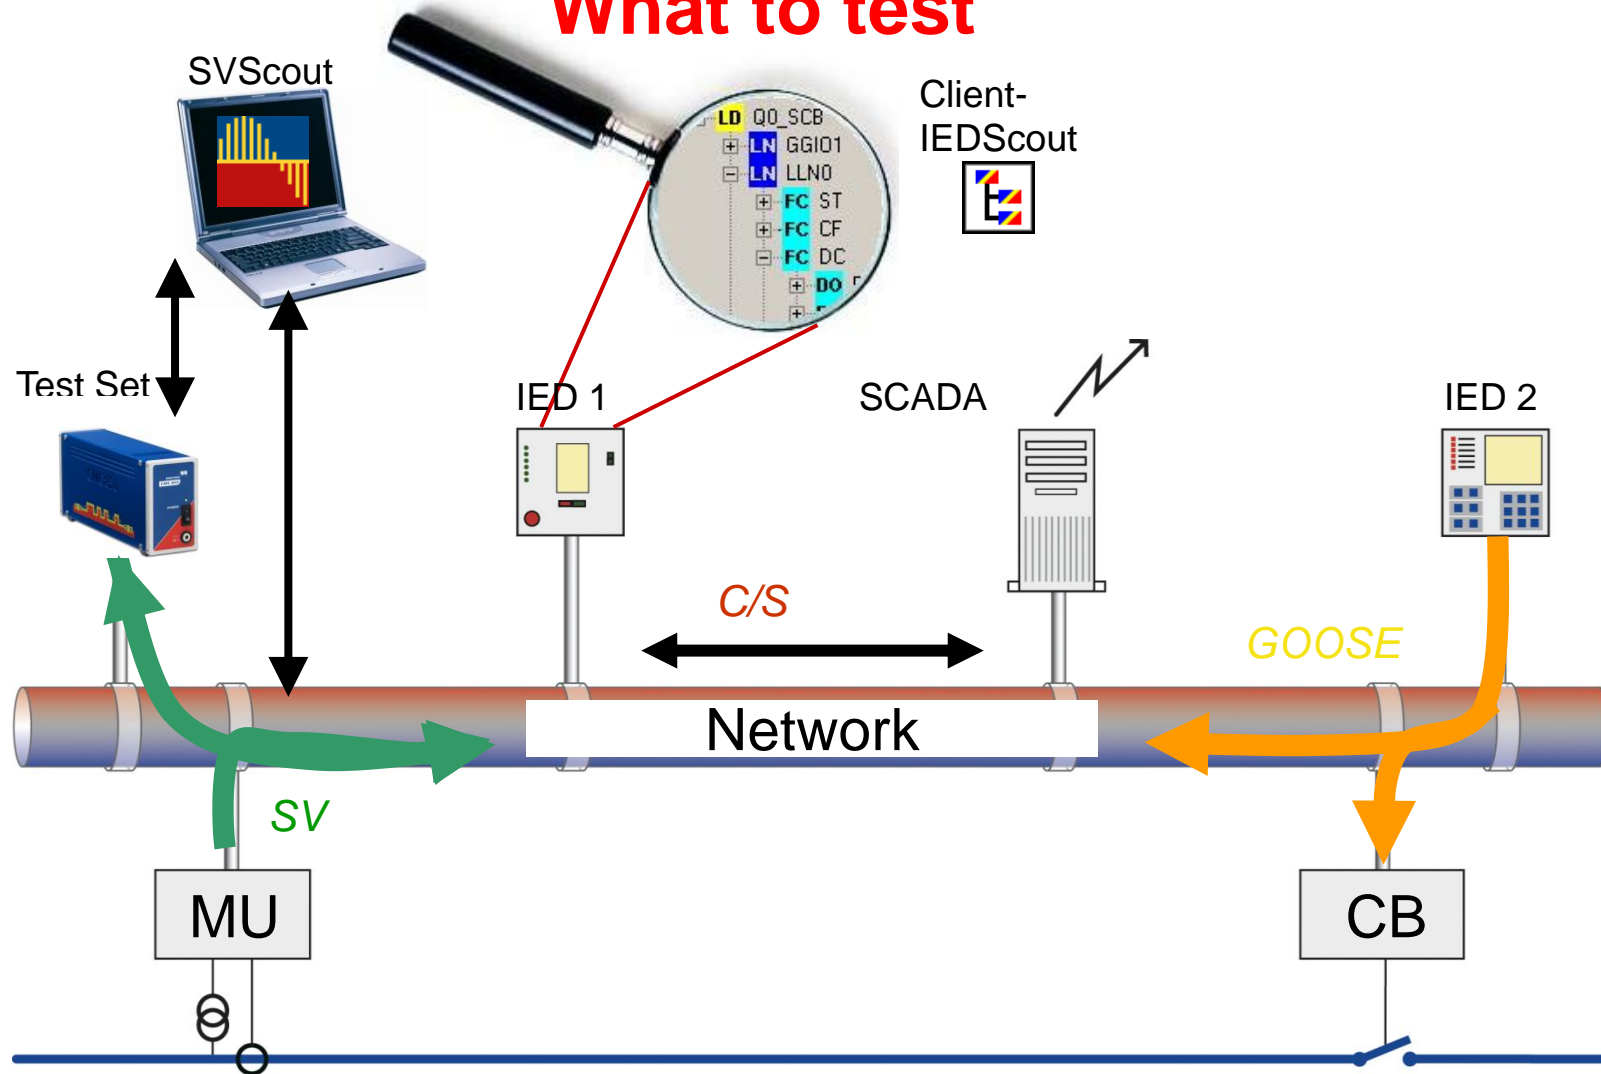 What to test
SVScout
Client-
IEDScout
LD Q0_SCB
LN GGIO1
LN LLN0
FC ST
FC CF
FC DC
DO
Test Set
IED 1
SCADA
IED 2
C/S
GOOSE
Network
SV
MU
CB